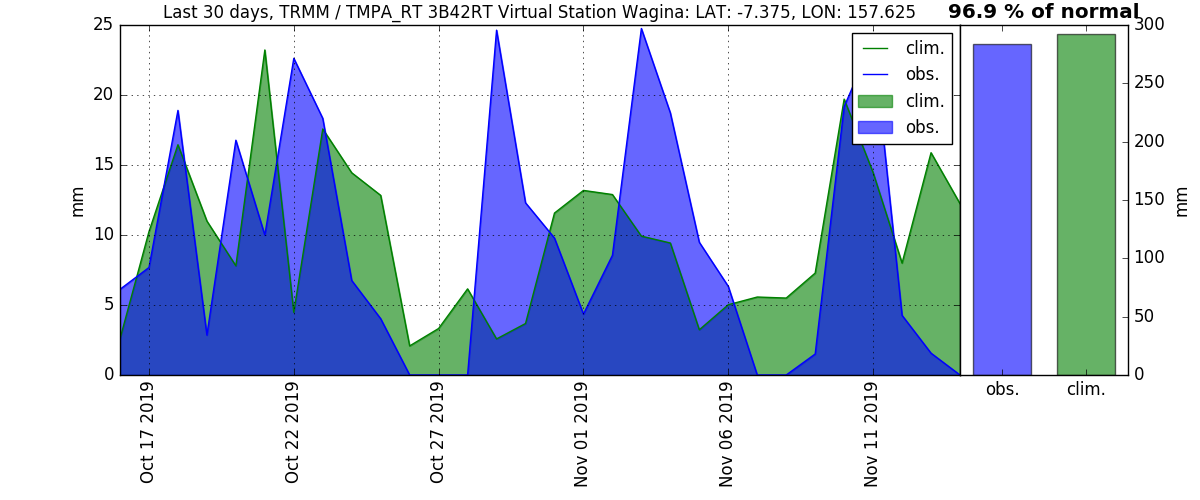 Last 30 days, TRMM / TMPA_RT 3B42RT Virtual Station Wagina: LAT: -7.375, LON: 157.625
96.9 % of normal
25
20
15
10
5
0
mm
clim.
obs.
clim.
obs.
300
250
200
150
100
50
0
mm
Oct 17 2019
Oct 22 2019
Oct 27 2019
Nov 01 2019
Nov 06 2019
Nov 11 2019
obs.
clim.